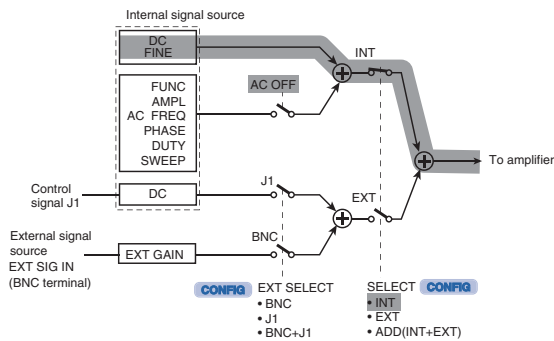 Internal signal source
DC
FINE
INT
FUNC
AMPL
AC FREQ
PHASE
DUTY
SWEEP
AC OFF
To amplifier
Control
signal J1
DC
J1
EXT
External signal
source
EXT SIG IN
(BNC terminal)
EXT GAIN
BNC
CONFIG EXT SELECT
• BNC
• J1
• BNC+J1
SELECT CONFIG
• INT
• EXT
• ADD(INT+EXT)